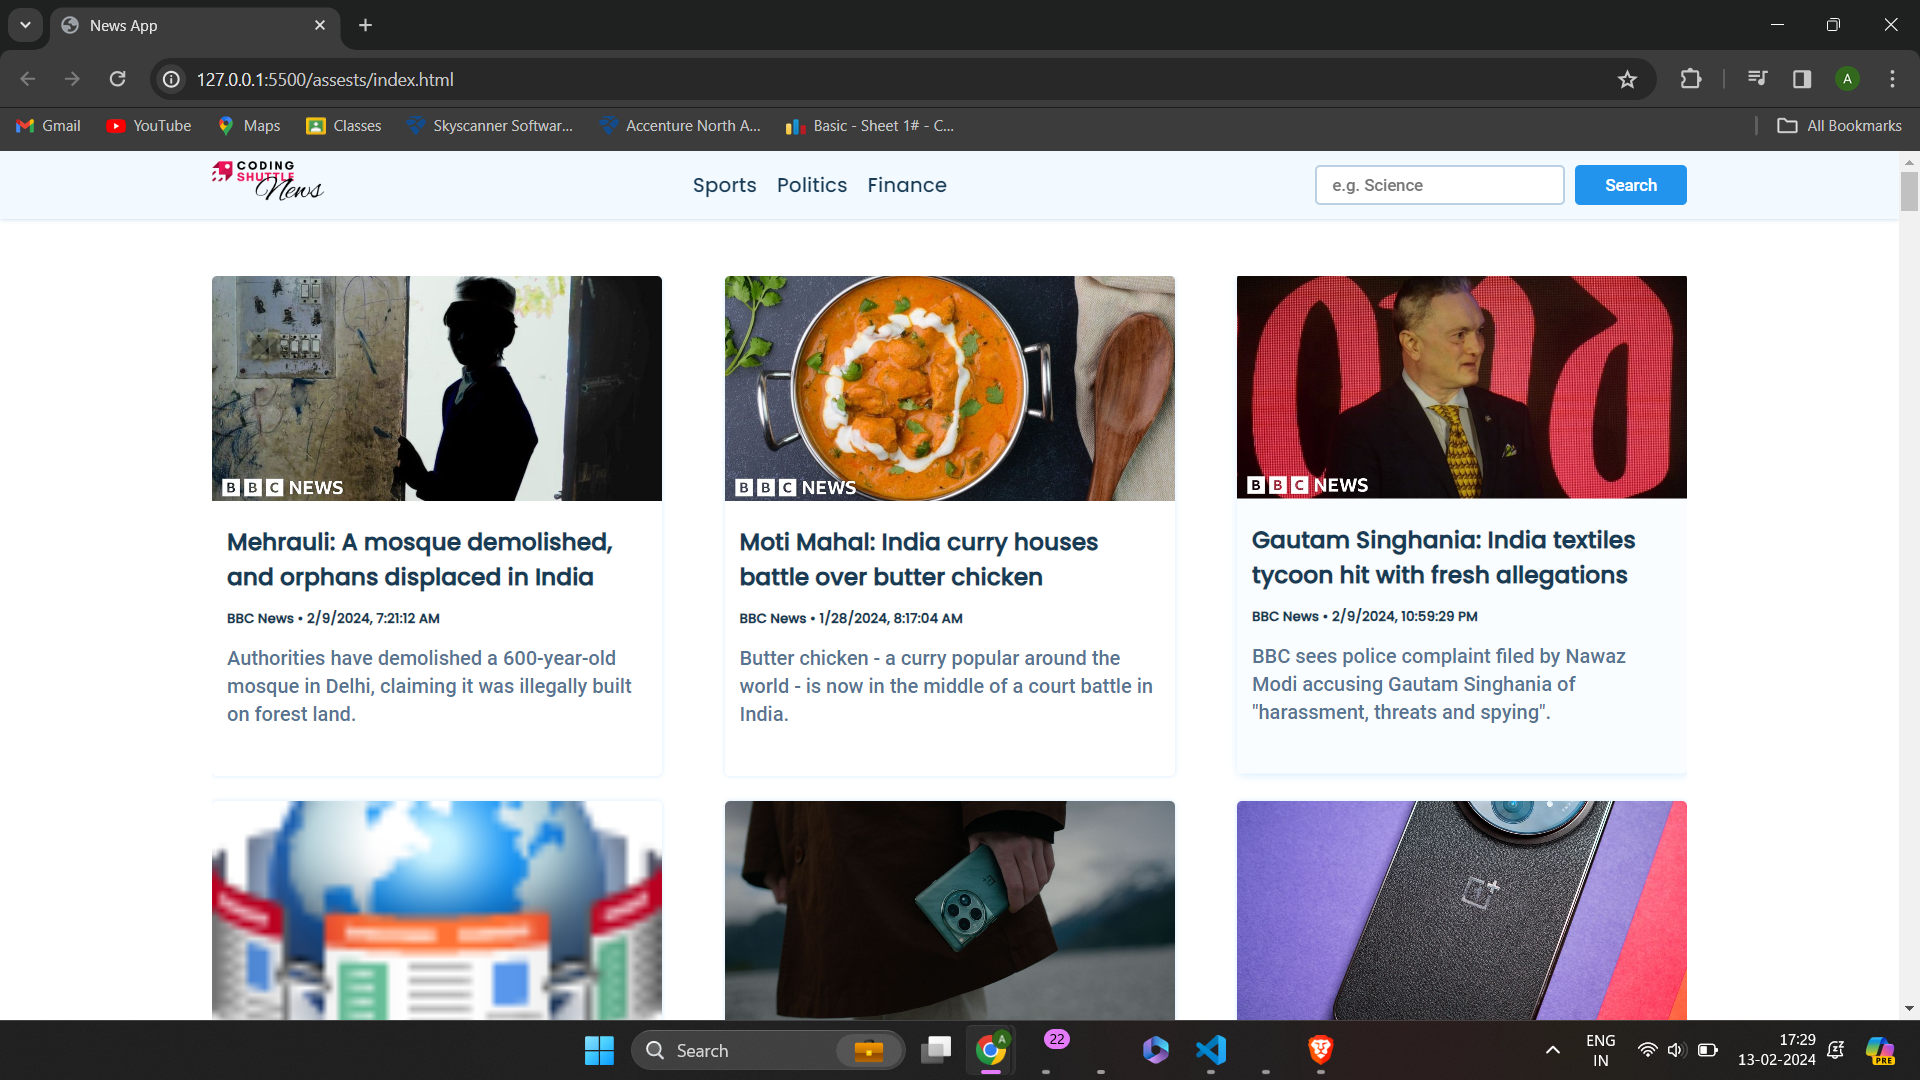 News App
127.0.0.1:5500/assests/index.html
A
Gmail
YouTube
Maps
Classes
Skyscanner Softwar...
Accenture North A...
Basic - Sheet 1# - C...
All Bookmarks
CODING
SHUTTLE
News
Sports
Politics
Finance
e.g. Science
Search
BBC NEWS
BBC NEWS
BBC NEWS
Mehrauli: A mosque demolished,
and orphans displaced in India
BBC News • 2/9/2024, 7:21:12 AM
Authorities have demolished a 600-year-old
mosque in Delhi, claiming it was illegally built
on forest land.
Moti Mahal: India curry houses
battle over butter chicken
BBC News • 1/28/2024, 8:17:04 AM
Butter chicken - a curry popular around the
world - is now in the middle of a court battle in
India.
Gautam Singhania: India textiles
tycoon hit with fresh allegations
BBC News • 2/9/2024, 10:59:29 PM
BBC sees police complaint filed by Nawaz
Modi accusing Gautam Singhania of
"harassment, threats and spying".
Search
A
22
ENG
IN
17:29
13-02-2024
PRE